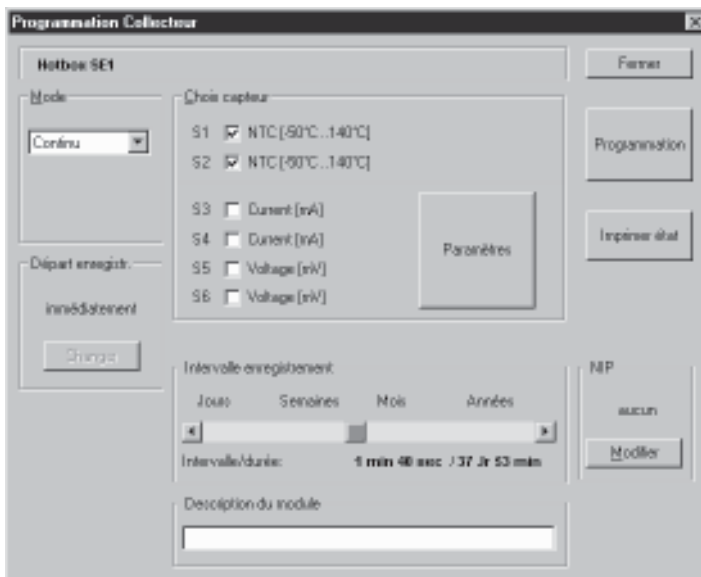 Programmation Collecteur
Hotbox SE1
Fermer
Mode
Continu
Choix capteur
S1 NTC [-50°C...140°C]
S2 NTC [-50°C...140°C]
S3 Current [mA]
S4 Current [mA]
S5 Voltage [mV]
S6 Voltage [mV]
Paramètres
Programmation
Imprimer état
Départ enregistr.
immédiatement
Changer
Intervalle enregistrement
Jours Semaines Mois Années
Intervalle/durée: 1 min 40 sec / 37 Jr 53 min
NIP
aucun
Modifier
Description du module